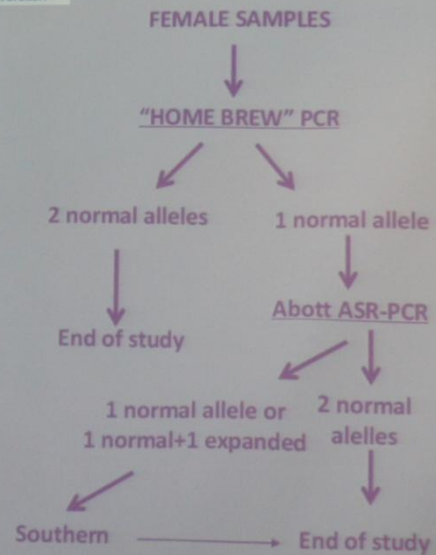 FEMALE SAMPLES
"HOME BREW" PCR
2 normal alleles
1 normal allele
Abott ASR-PCR
End of study
1 normal allele or
1 normal+1 expanded
2 normal
alelles
Southern
End of study